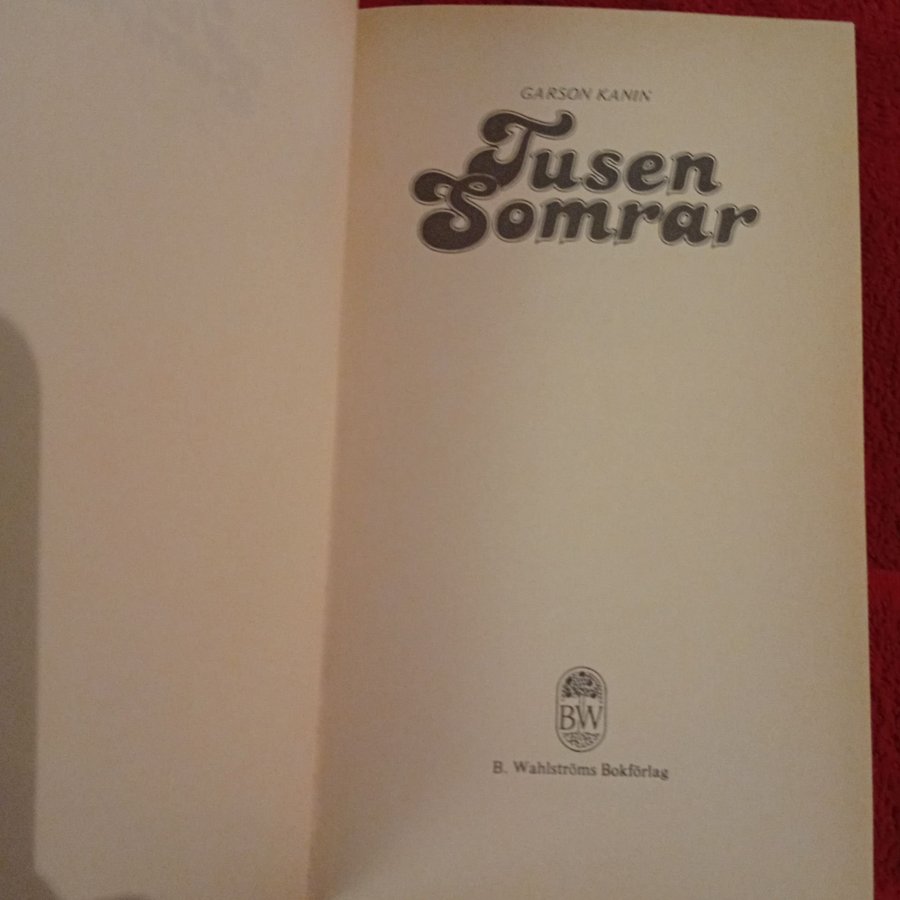 GARSON KANIN
Tusen
Somrar
BW
B. Wahlströms Bokförlag